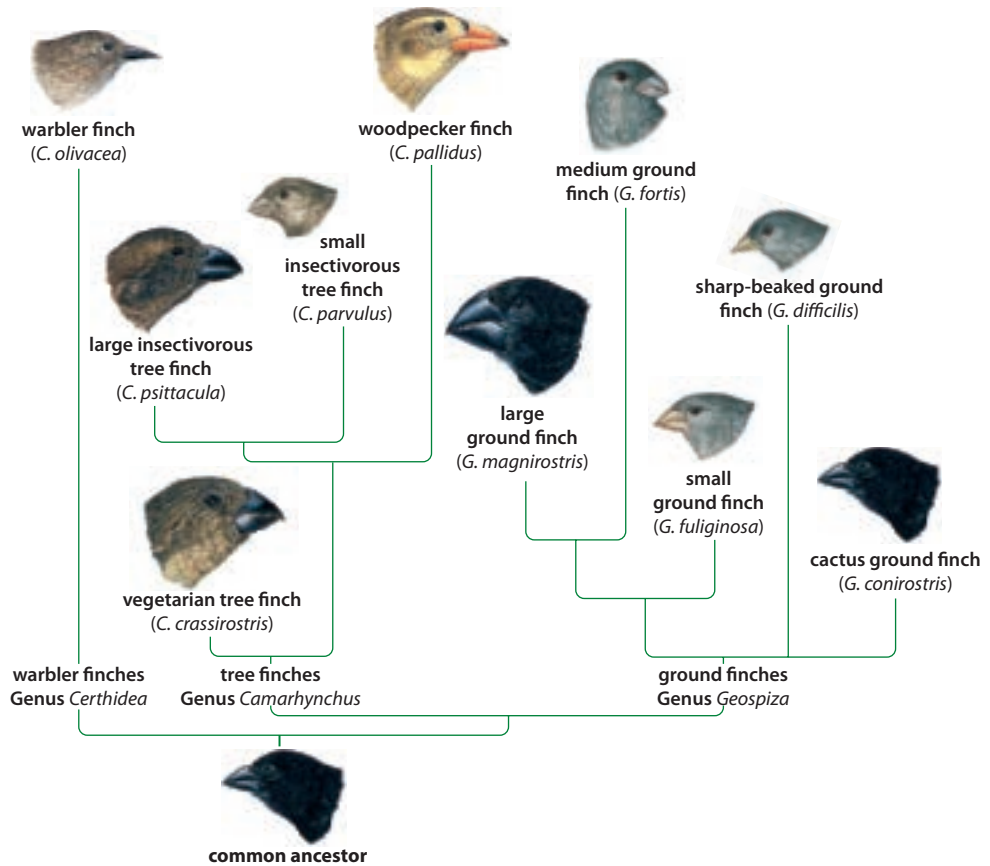 warbler finch
(C. olivacea)
woodpecker finch
(C. pallidus)
medium ground
finch (G. fortis)
small
insectivorous
tree finch
(C. parvulus)
sharp-beaked ground
finch (G. difficilis)
large insectivorous
tree finch
(C. psittacula)
large
ground finch
(G. magnirostris)
small
ground finch
(G. fuliginosa)
cactus ground finch
(G. conirostris)
vegetarian tree finch
(C. crassirostris)
warbler finches
Genus Certhidea
tree finches
Genus Camarhynchus
ground finches
Genus Geospiza
common ancestor